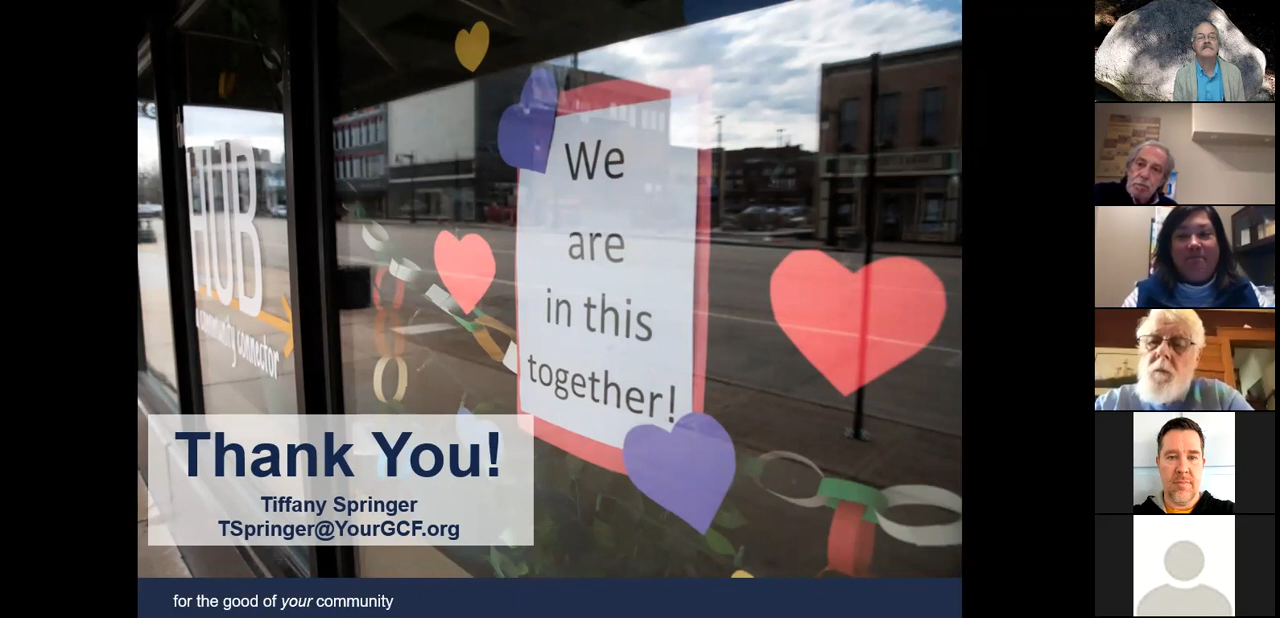 HUB
community connector
We
are
in this
together!
Thank You!
Tiffany Springer
TSpringer@YourGCF.org
for the good of your community